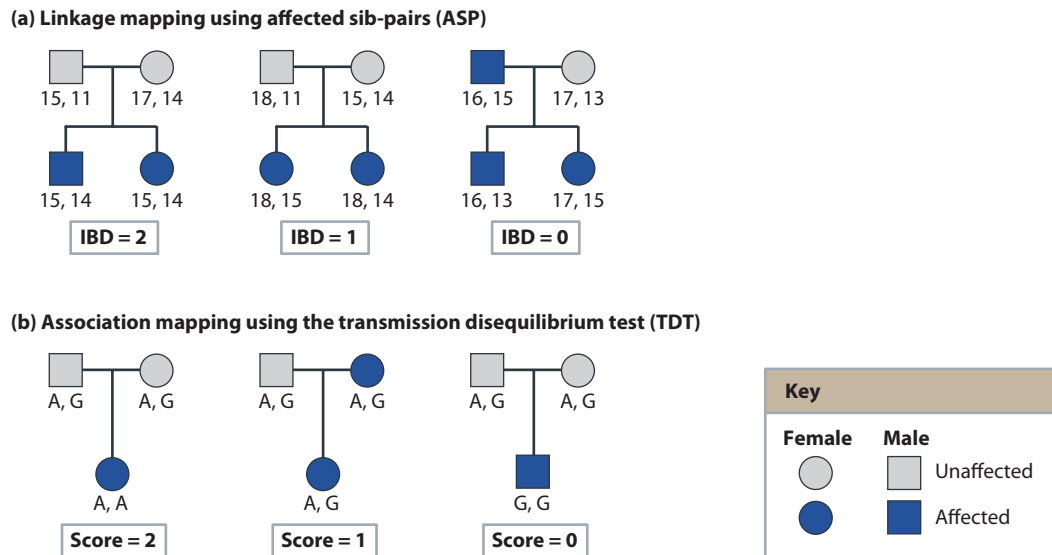 (a) Linkage mapping using affected sib-pairs (ASP)
15, 11 17, 14 18, 11 15, 14 16, 15 17, 13
15, 14 15, 14 18, 15 18, 14 16, 13 17, 15
IBD = 2 IBD = 1 IBD = 0
(b) Association mapping using the transmission disequilibrium test (TDT)
A, G A, G A, G A, G A, G A, G
A, A A, G G, G
Score = 2 Score = 1 Score = 0
Key
Female Male
Unaffected
Affected